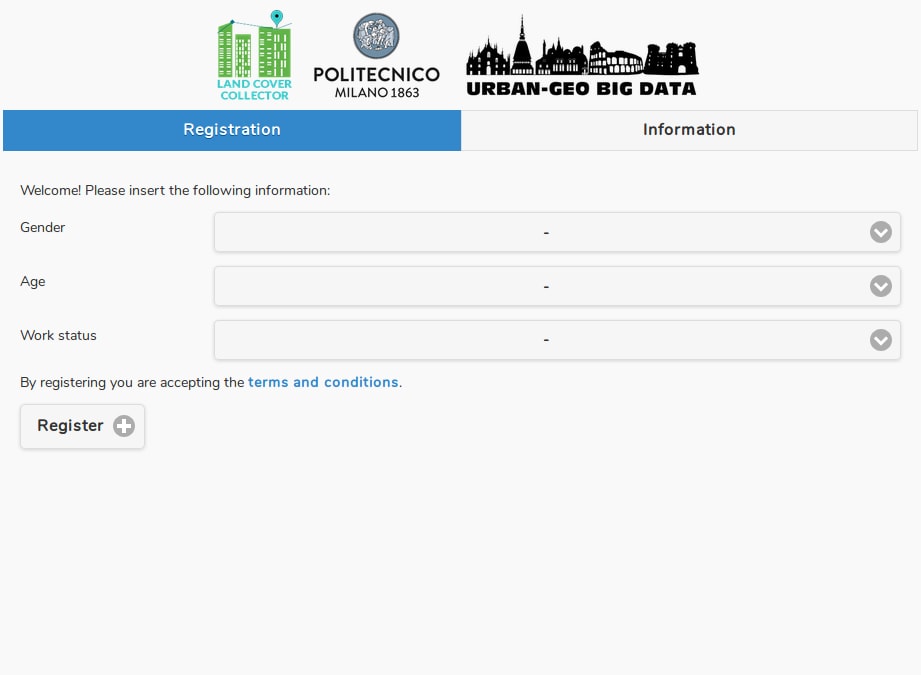 LAND COVER
COLLECTOR
POLITECNICO
MILANO 1863
URBAN-GEO BIG DATA
Registration
Information
Welcome! Please insert the following information:
Gender
-
Age
-
Work status
-
By registering you are accepting the terms and conditions.
Register